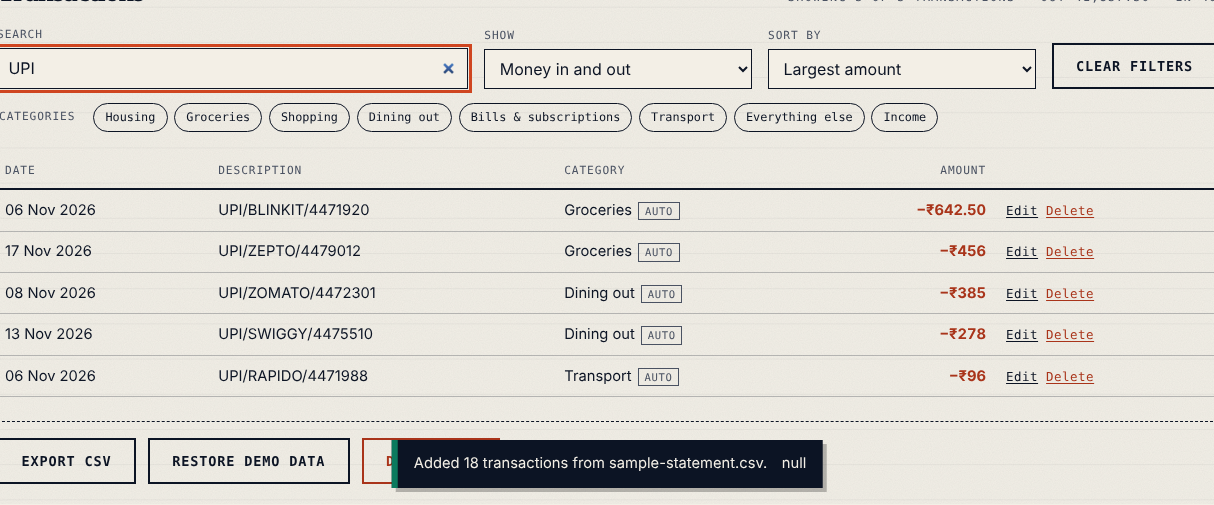 SEARCH
SHOW
SORT BY
UPI
Money in and out
Largest amount
CLEAR FILTERS
CATEGORIES Housing Groceries Shopping Dining out Bills & subscriptions Transport Everything else Income
DATE DESCRIPTION CATEGORY AMOUNT
06 Nov 2026 UPI/BLINKIT/4471920 Groceries AUTO −₹642.50 Edit Delete
17 Nov 2026 UPI/ZEPTO/4479012 Groceries AUTO −₹456 Edit Delete
08 Nov 2026 UPI/ZOMATO/4472301 Dining out AUTO −₹385 Edit Delete
13 Nov 2026 UPI/SWIGGY/4475510 Dining out AUTO −₹278 Edit Delete
06 Nov 2026 UPI/RAPIDO/4471988 Transport AUTO −₹96 Edit Delete
EXPORT CSV RESTORE DEMO DATA
Added 18 transactions from sample-statement.csv. null